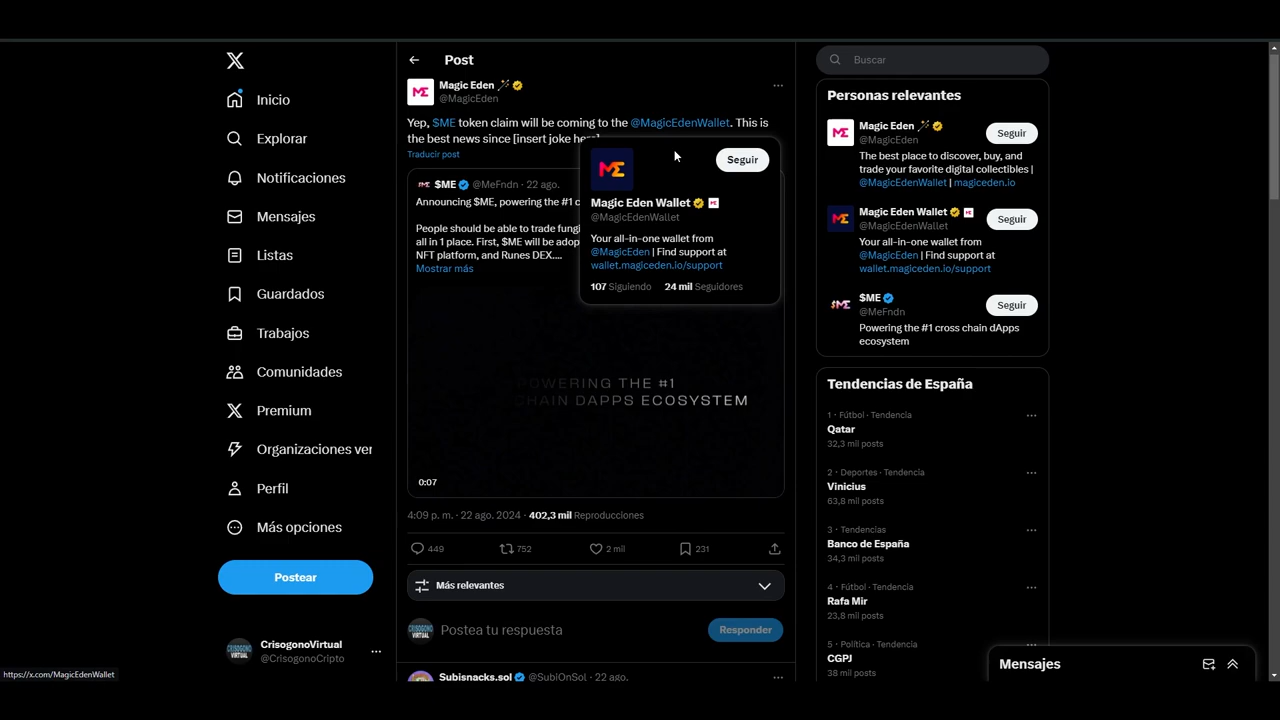 Inicio
Explorar
Notificaciones
Mensajes
Listas
Guardados
Trabajos
Comunidades
Premium
Organizaciones ver
Perfil
Más opciones
Postear
CrisogonoVirtual
@CrisogonoCripto
https://x.com/MagicEdenWallet
Post
Magic Eden
@MagicEden
Yep, $ME token claim will be coming to the @MagicEdenWallet. This is
the best news since [insert joke here]
Traducir post
$ME @MeFndn · 22 ago.
Announcing $ME, powering the #1 c
People should be able to trade fungi
all in 1 place. First, $ME will be adop
NFT platform, and Runes DEX....
Mostrar más
Seguir
Magic Eden Wallet
@MagicEdenWallet
Your all-in-one wallet from
@MagicEden | Find support at
wallet.magiceden.io/support
107 Siguiendo 24 mil Seguidores
POWERING THE #1
CHAIN DAPPS ECOSYSTEM
0:07
4:09 p. m. · 22 ago. 2024 · 402,3 mil Reproducciones
449 752 2 mil 231
Más relevantes
Postea tu respuesta
Responder
Subisnacks.sol @SubiOnSol · 22 ago.
Buscar
Personas relevantes
Magic Eden
@MagicEden
Seguir
The best place to discover, buy, and
trade your favorite digital collectibles |
@MagicEdenWallet | magiceden.io
Magic Eden Wallet
@MagicEdenWallet
Seguir
Your all-in-one wallet from
@MagicEden | Find support at
wallet.magiceden.io/support
$ME
@MeFndn
Seguir
Powering the #1 cross chain dApps
ecosystem
Tendencias de España
1 · Fútbol · Tendencia
Qatar
32,3 mil posts
2 · Deportes · Tendencia
Vinicius
63,8 mil posts
3 · Tendencias
Banco de España
34,3 mil posts
4 · Fútbol · Tendencia
Rafa Mir
23,8 mil posts
5 · Política · Tendencia
CGPJ
38 mil posts
Mensajes